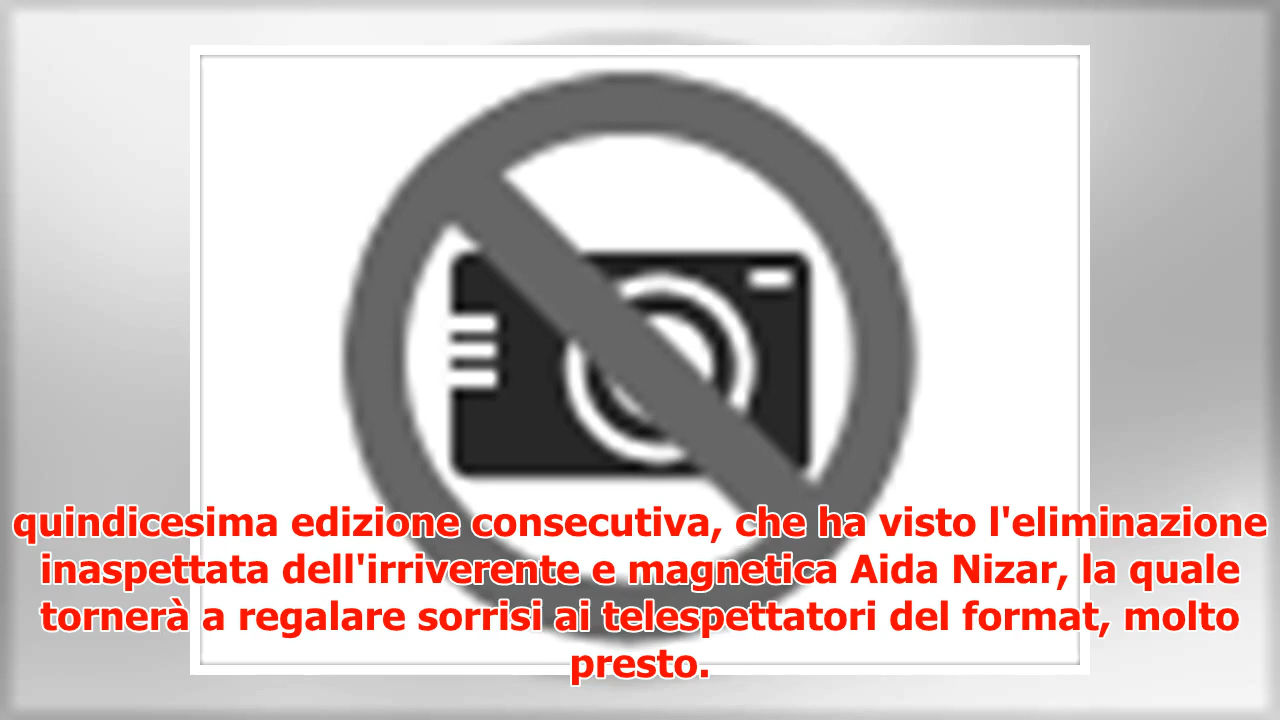 quindicesima edizione consecutiva, che ha visto l'eliminazione
inaspettata dell'irriverente e magnetica Aida Nizar, la quale
tornerà a regalare sorrisi ai telespettatori del format, molto
presto.